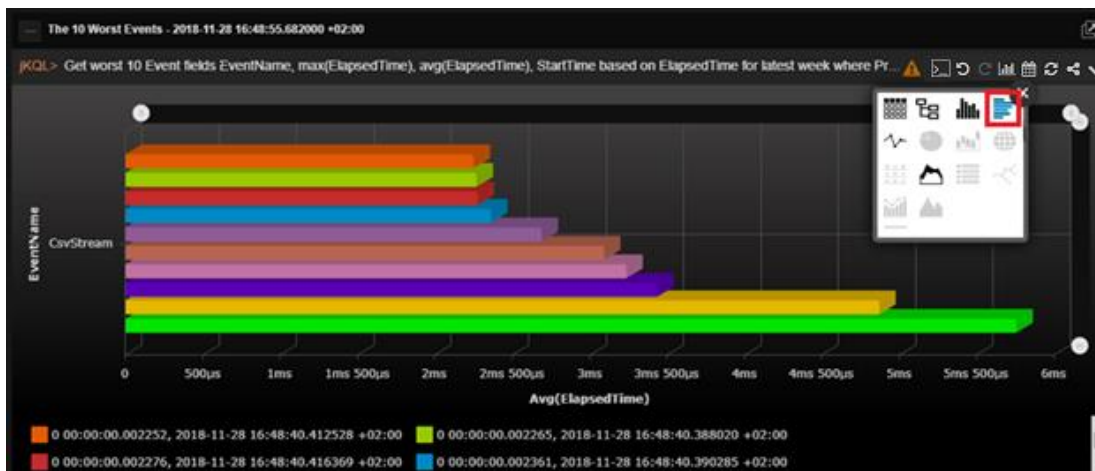 The 10 Worst Events - 2018-11-28 16:48:55.682000 +02:00
jKQL> Get worst 10 Event fields EventName, max(ElapsedTime), avg(ElapsedTime), StartTime based on ElapsedTime for latest week where Pr...
EventName
CsvStream
0 500µs 1ms 1ms 500µs 2ms 2ms 500µs 3ms 3ms 500µs 4ms 4ms 500µs 5ms 5ms 500µs 6ms
Avg(ElapsedTime)
0 00:00:00.002252, 2018-11-28 16:48:40.412528 +02:00 0 00:00:00.002265, 2018-11-28 16:48:40.388020 +02:00
0 00:00:00.002276, 2018-11-28 16:48:40.416369 +02:00 0 00:00:00.002361, 2018-11-28 16:48:40.390285 +02:00